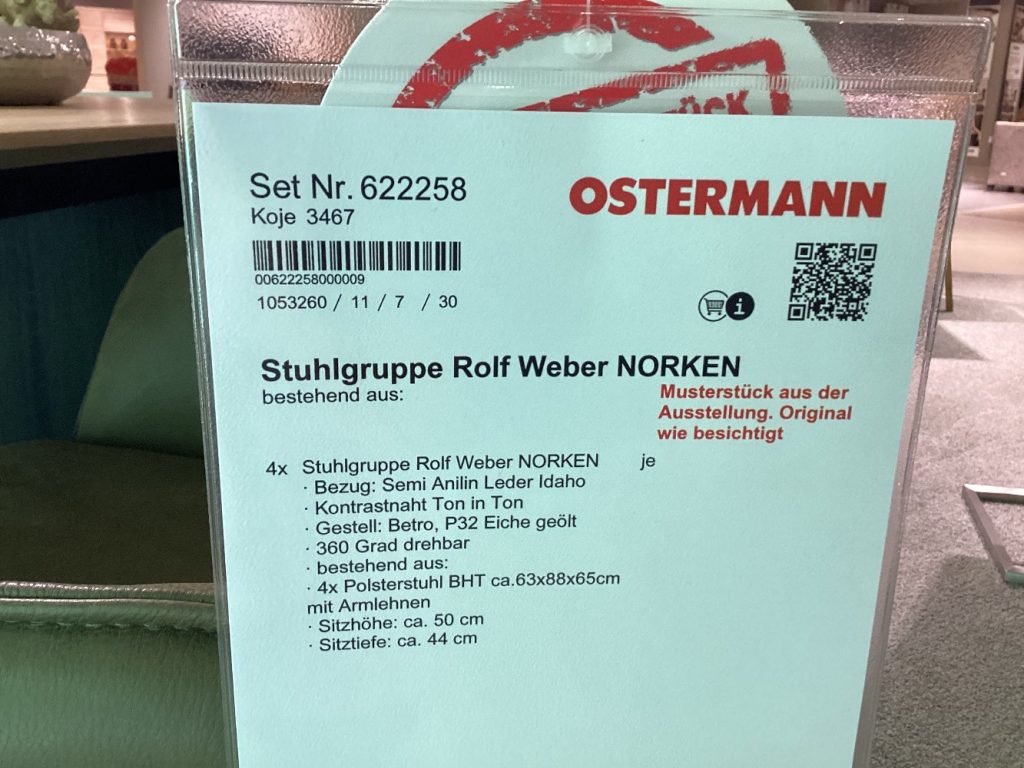 Set Nr. 622258
Koje 3467
OSTERMANN
00622258000009
1053260 / 11 / 7 / 30
i
Stuhlgruppe Rolf Weber NORKEN
bestehend aus:
Musterstück aus der
Ausstellung. Original
wie besichtigt
4x Stuhlgruppe Rolf Weber NORKEN je
· Bezug: Semi Anilin Leder Idaho
· Kontrastnaht Ton in Ton
· Gestell: Betro, P32 Eiche geölt
· 360 Grad drehbar
· bestehend aus:
· 4x Polsterstuhl BHT ca.63x88x65cm
mit Armlehnen
· Sitzhöhe: ca. 50 cm
· Sitztiefe: ca. 44 cm